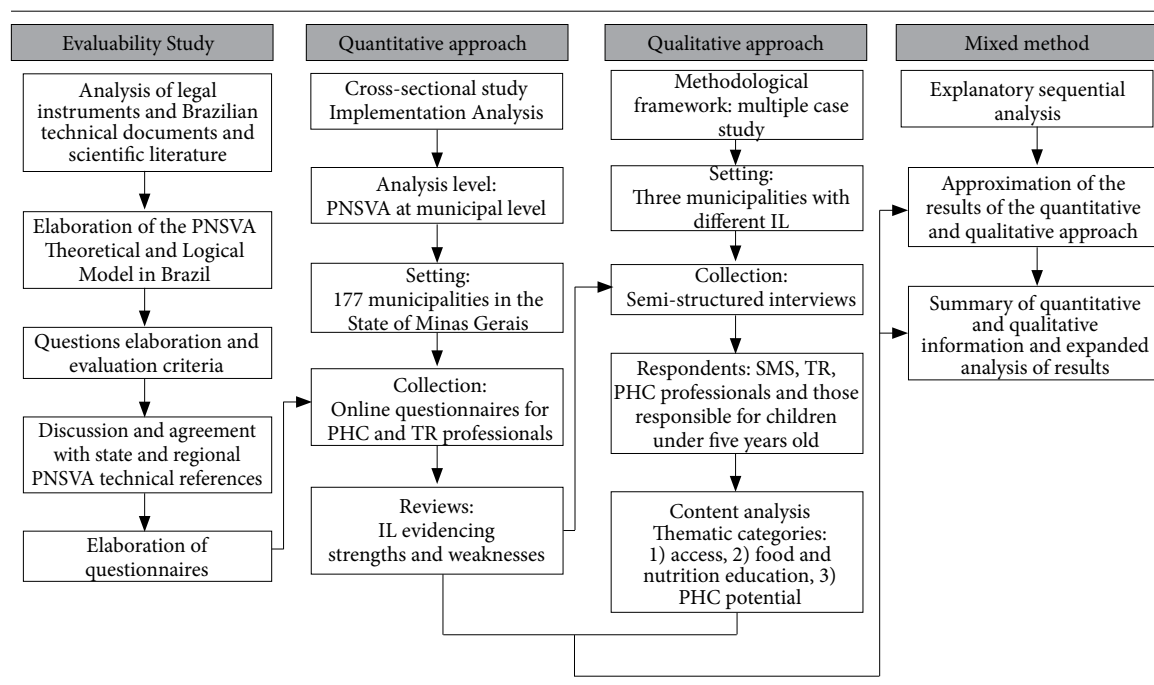 Evaluability Study
Analysis of legal
instruments and Brazilian
technical documents and
scientific literature
Elaboration of the PNSVA
Theoretical and Logical
Model in Brazil
Questions elaboration and
evaluation criteria
Discussion and agreement
with state and regional
PNSVA technical references
Elaboration of
questionnaires
Quantitative approach
Cross-sectional study
Implementation Analysis
Analysis level:
PNSVA at municipal level
Setting:
177 municipalities in the
State of Minas Gerais
Collection:
Online questionnaires for
PHC and TR professionals
Reviews:
IL evidencing
strengths and weaknesses
Qualitative approach
Methodological
framework: multiple case
study
Setting:
Three municipalities with
different IL
Collection:
Semi-structured interviews
Respondents: SMS, TR,
PHC professionals and those
responsible for children
under five years old
Content analysis
Thematic categories:
1) access, 2) food and
nutrition education, 3)
PHC potential
Mixed method
Explanatory sequential
analysis
Approximation of the
results of the quantitative
and qualitative approach
Summary of quantitative
and qualitative
information and expanded
analysis of results